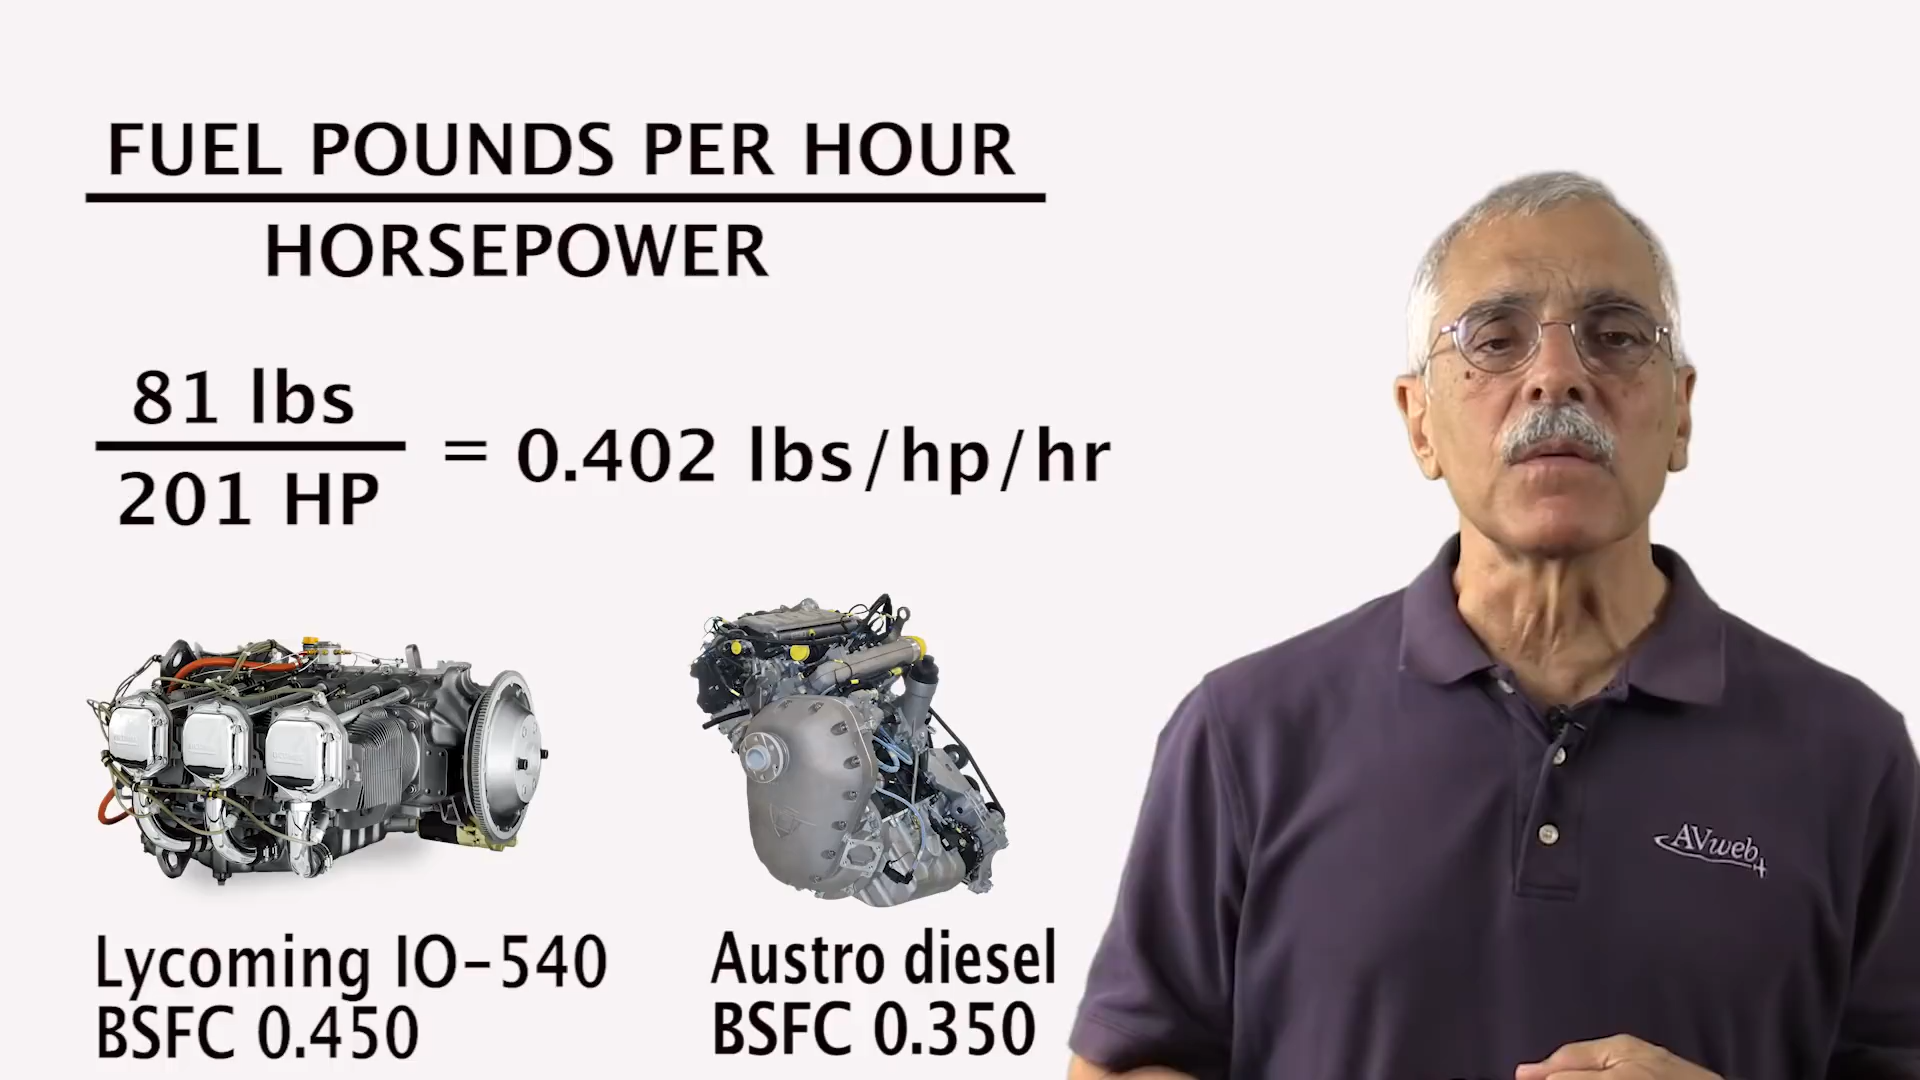 FUEL POUNDS PER HOUR
HORSEPOWER
81 lbs
201 HP
= 0.402 lbs/hp/hr
Lycoming IO-540
BSFC 0.450
Austro diesel
BSFC 0.350
AVweb